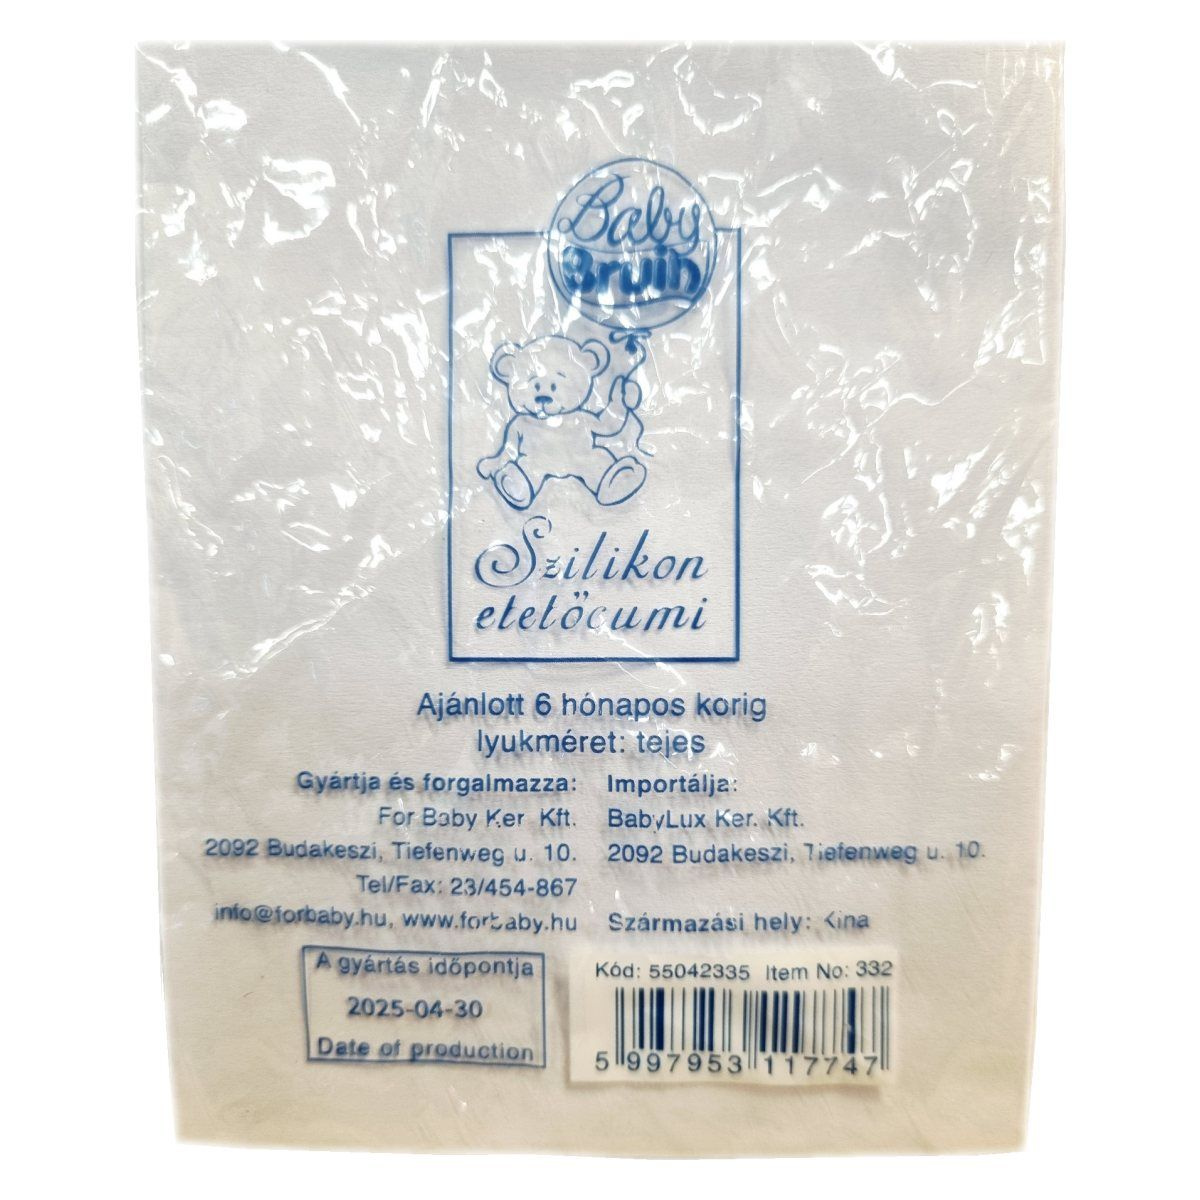 Baby
Bruin
Szilikon
etetőcumi
Ajánlott 6 hónapos korig
lyukméret: tejes
Gyártja és forgalmazza:
For Baby Ker. Kft.
2092 Budakeszi, Tiefenweg u. 10.
Tel/Fax: 23/454-867
info@forbaby.hu, www.forbaby.hu
Importálja:
BabyLux Ker. Kft.
2092 Budakeszi, Tiefenweg u. 10.
Származási hely: Kína
A gyártás időpontja
2025-04-30
Date of production
Kód: 55042335 Item No: 332
5 997953 117747